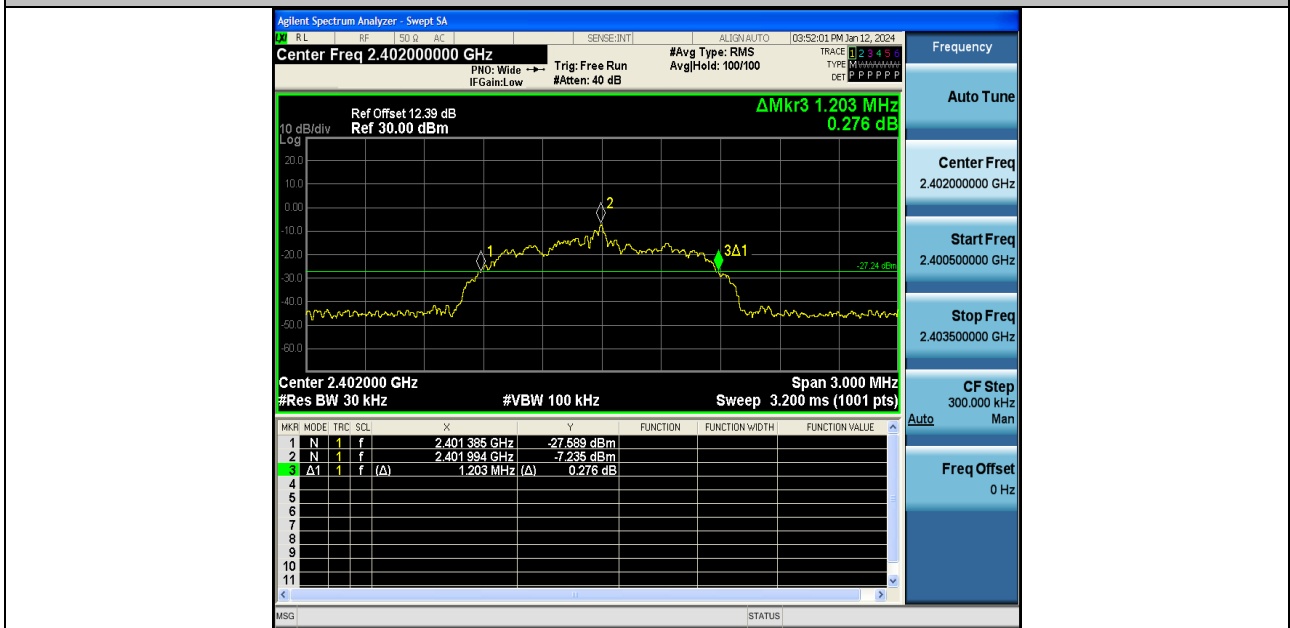 Agilent Spectrum Analyzer - Swept SA
LXI RL RF 50 Ω AC SENSE:INT ALIGN AUTO 03:52:01 PM Jan 12, 2024
Center Freq 2.402000000 GHz
PNO: Wide
IFGain:Low
Trig: Free Run
#Atten: 40 dB
#Avg Type: RMS
Avg|Hold: 100/100
TRACE 1 2 3 4 5 6
TYPE M WWWWW
DET P P P P P P
ΔMkr3 1.203 MHz
0.276 dB
Ref Offset 12.39 dB
10 dB/div Ref 30.00 dBm
Log
20.0
10.0
0.00
-10.0
-20.0
-30.0
-40.0
-50.0
-60.0
1
2
3Δ1
-27.24 dBm
Center 2.402000 GHz Span 3.000 MHz
#Res BW 30 kHz #VBW 100 kHz Sweep 3.200 ms (1001 pts)
MKR MODE TRC SCL X Y FUNCTION FUNCTION WIDTH FUNCTION VALUE
1 N 1 f 2.401 385 GHz -27.589 dBm
2 N 1 f 2.401 994 GHz -7.235 dBm
3 Δ1 1 f (Δ) 1.203 MHz (Δ) 0.276 dB
4
5
6
7
8
9
10
11
MSG STATUS
Frequency
Auto Tune
Center Freq
2.402000000 GHz
Start Freq
2.400500000 GHz
Stop Freq
2.403500000 GHz
CF Step
300.000 kHz
Auto Man
Freq Offset
0 Hz